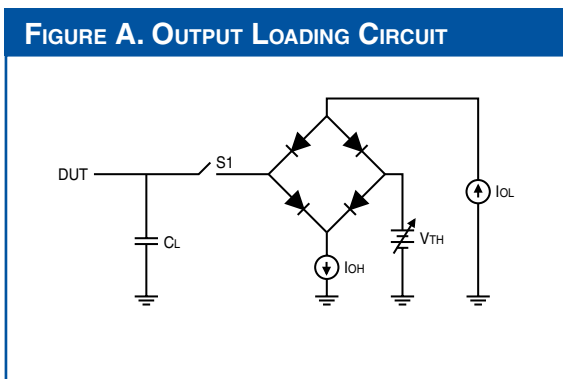 FIGURE A. OUTPUT LOADING CIRCUIT
DUT
S1
CL
IOH
VTH
IOL